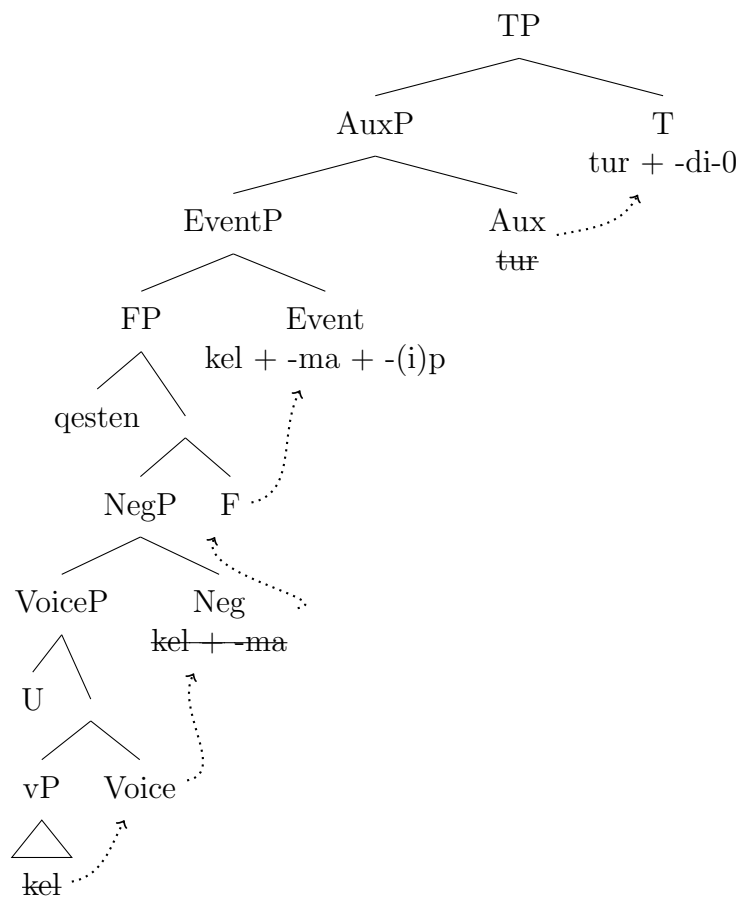 TP
AuxP T
tur + -di-0
EventP Aux
tur
FP Event
kel + -ma + -(i)p
qesten
NegP F
VoiceP Neg
kel + -ma
U
vP Voice
kel